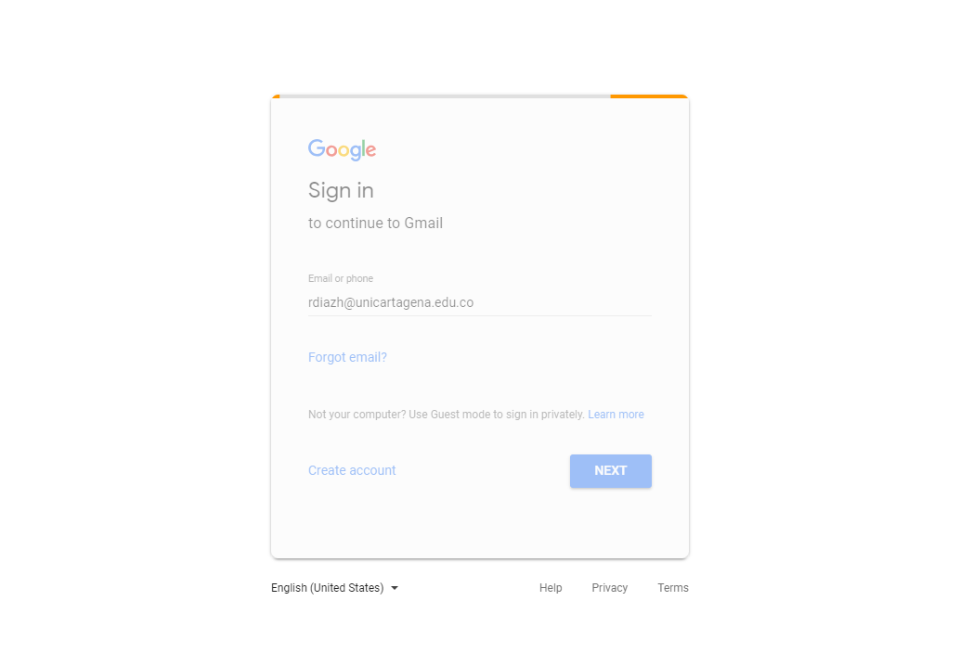 Google
Sign in
to continue to Gmail
Email or phone
rdiazh@unicartagena.edu.co
Forgot email?
Not your computer? Use Guest mode to sign in privately. Learn more
Create account NEXT
English (United States) Help Privacy Terms